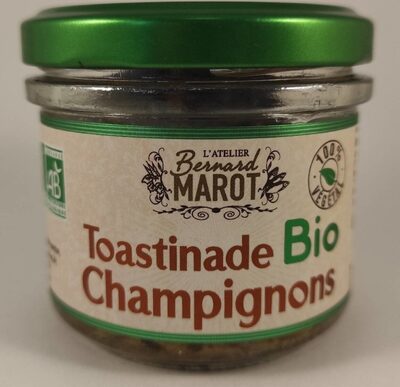 L'ATELIER
Bernard
MAROT
100%
VÉGÉTAL
AB
Toastinade Bio
Champignons